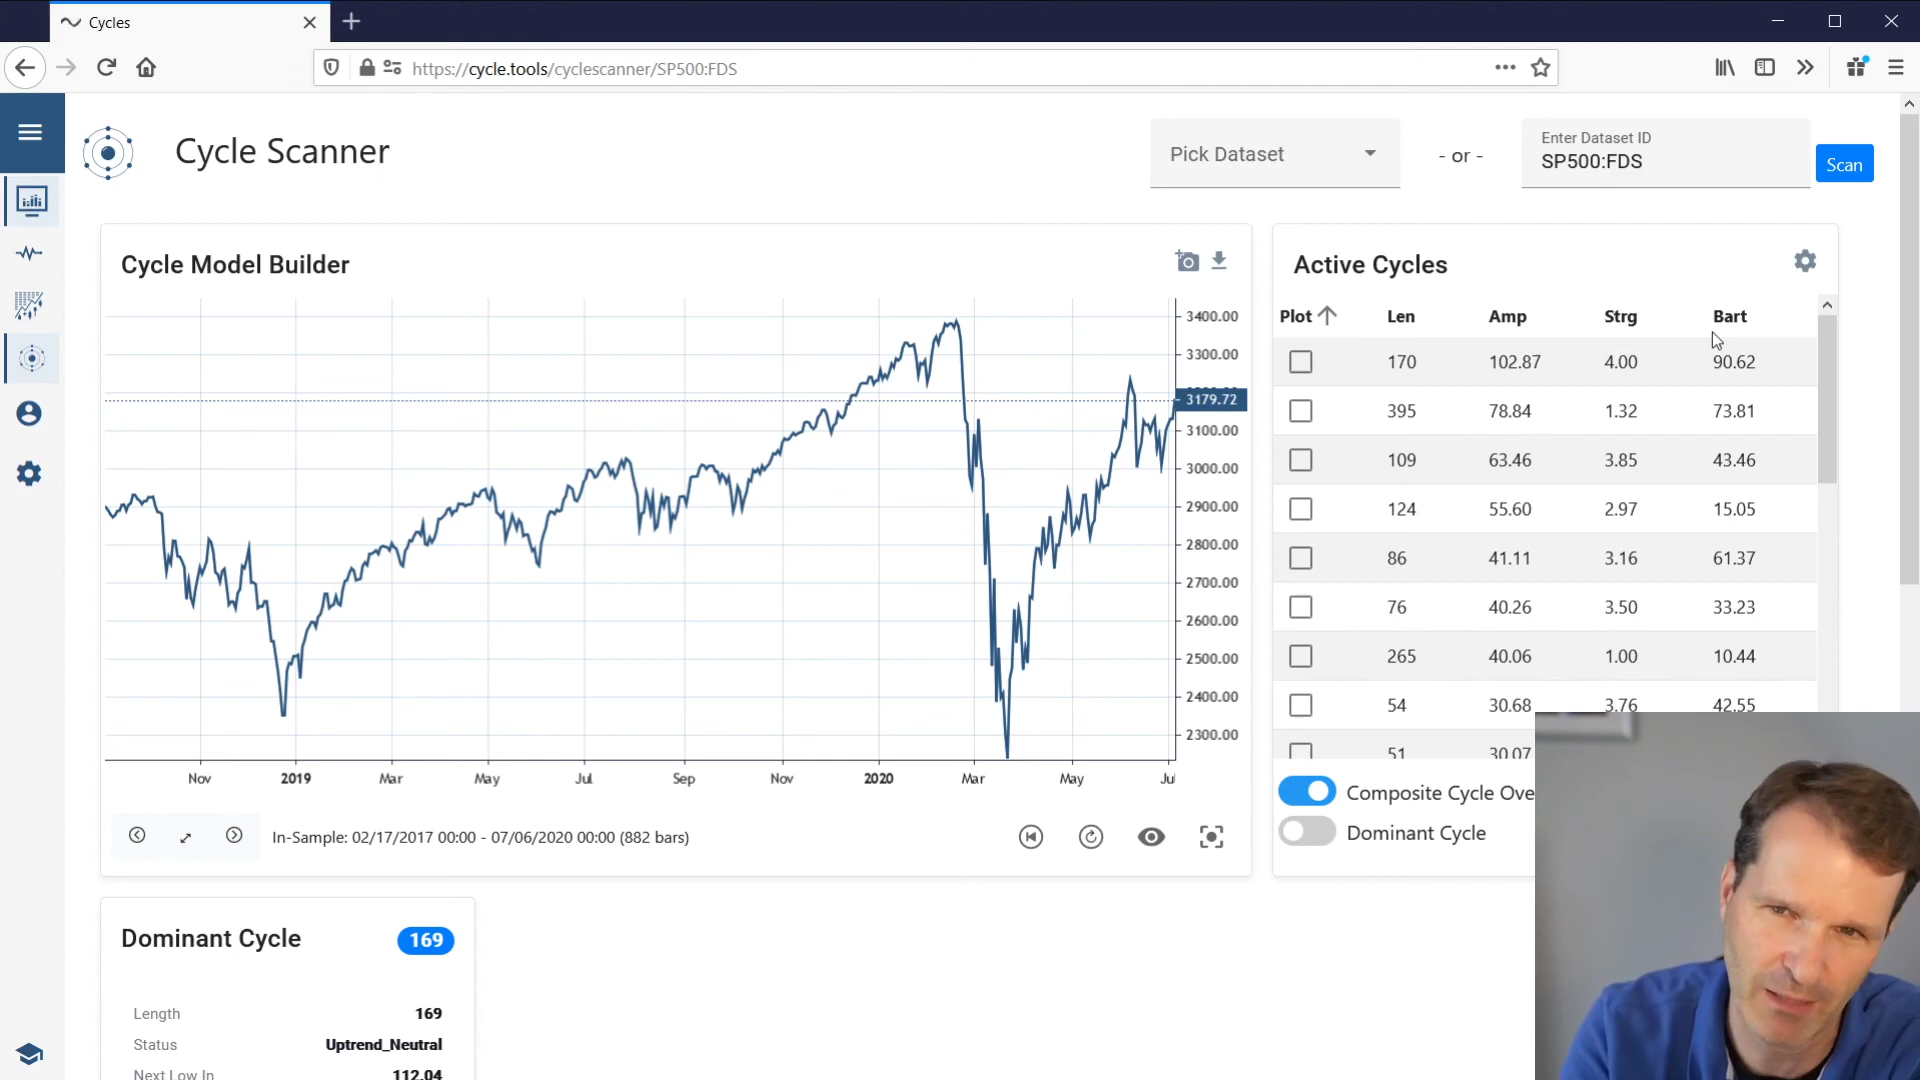 Cycles
https://cycle.tools/cyclescanner/SP500:FDS
Cycle Scanner
Pick Dataset
- or -
Enter Dataset ID
SP500:FDS
Scan
Cycle Model Builder
3400.00
3300.00
3179.72
3100.00
3000.00
2900.00
2800.00
2700.00
2600.00
2500.00
2400.00
2300.00
Nov 2019 Mar May Jul Sep Nov 2020 Mar May Jul
In-Sample: 02/17/2017 00:00 - 07/06/2020 00:00 (882 bars)
Active Cycles
Plot Len Amp Strg Bart
170 102.87 4.00 90.62
395 78.84 1.32 73.81
109 63.46 3.85 43.46
124 55.60 2.97 15.05
86 41.11 3.16 61.37
76 40.26 3.50 33.23
265 40.06 1.00 10.44
54 30.68 3.76 42.55
51 30.07
Composite Cycle Ove
Dominant Cycle
Dominant Cycle 169
Length 169
Status Uptrend_Neutral
Next Low In 112.04